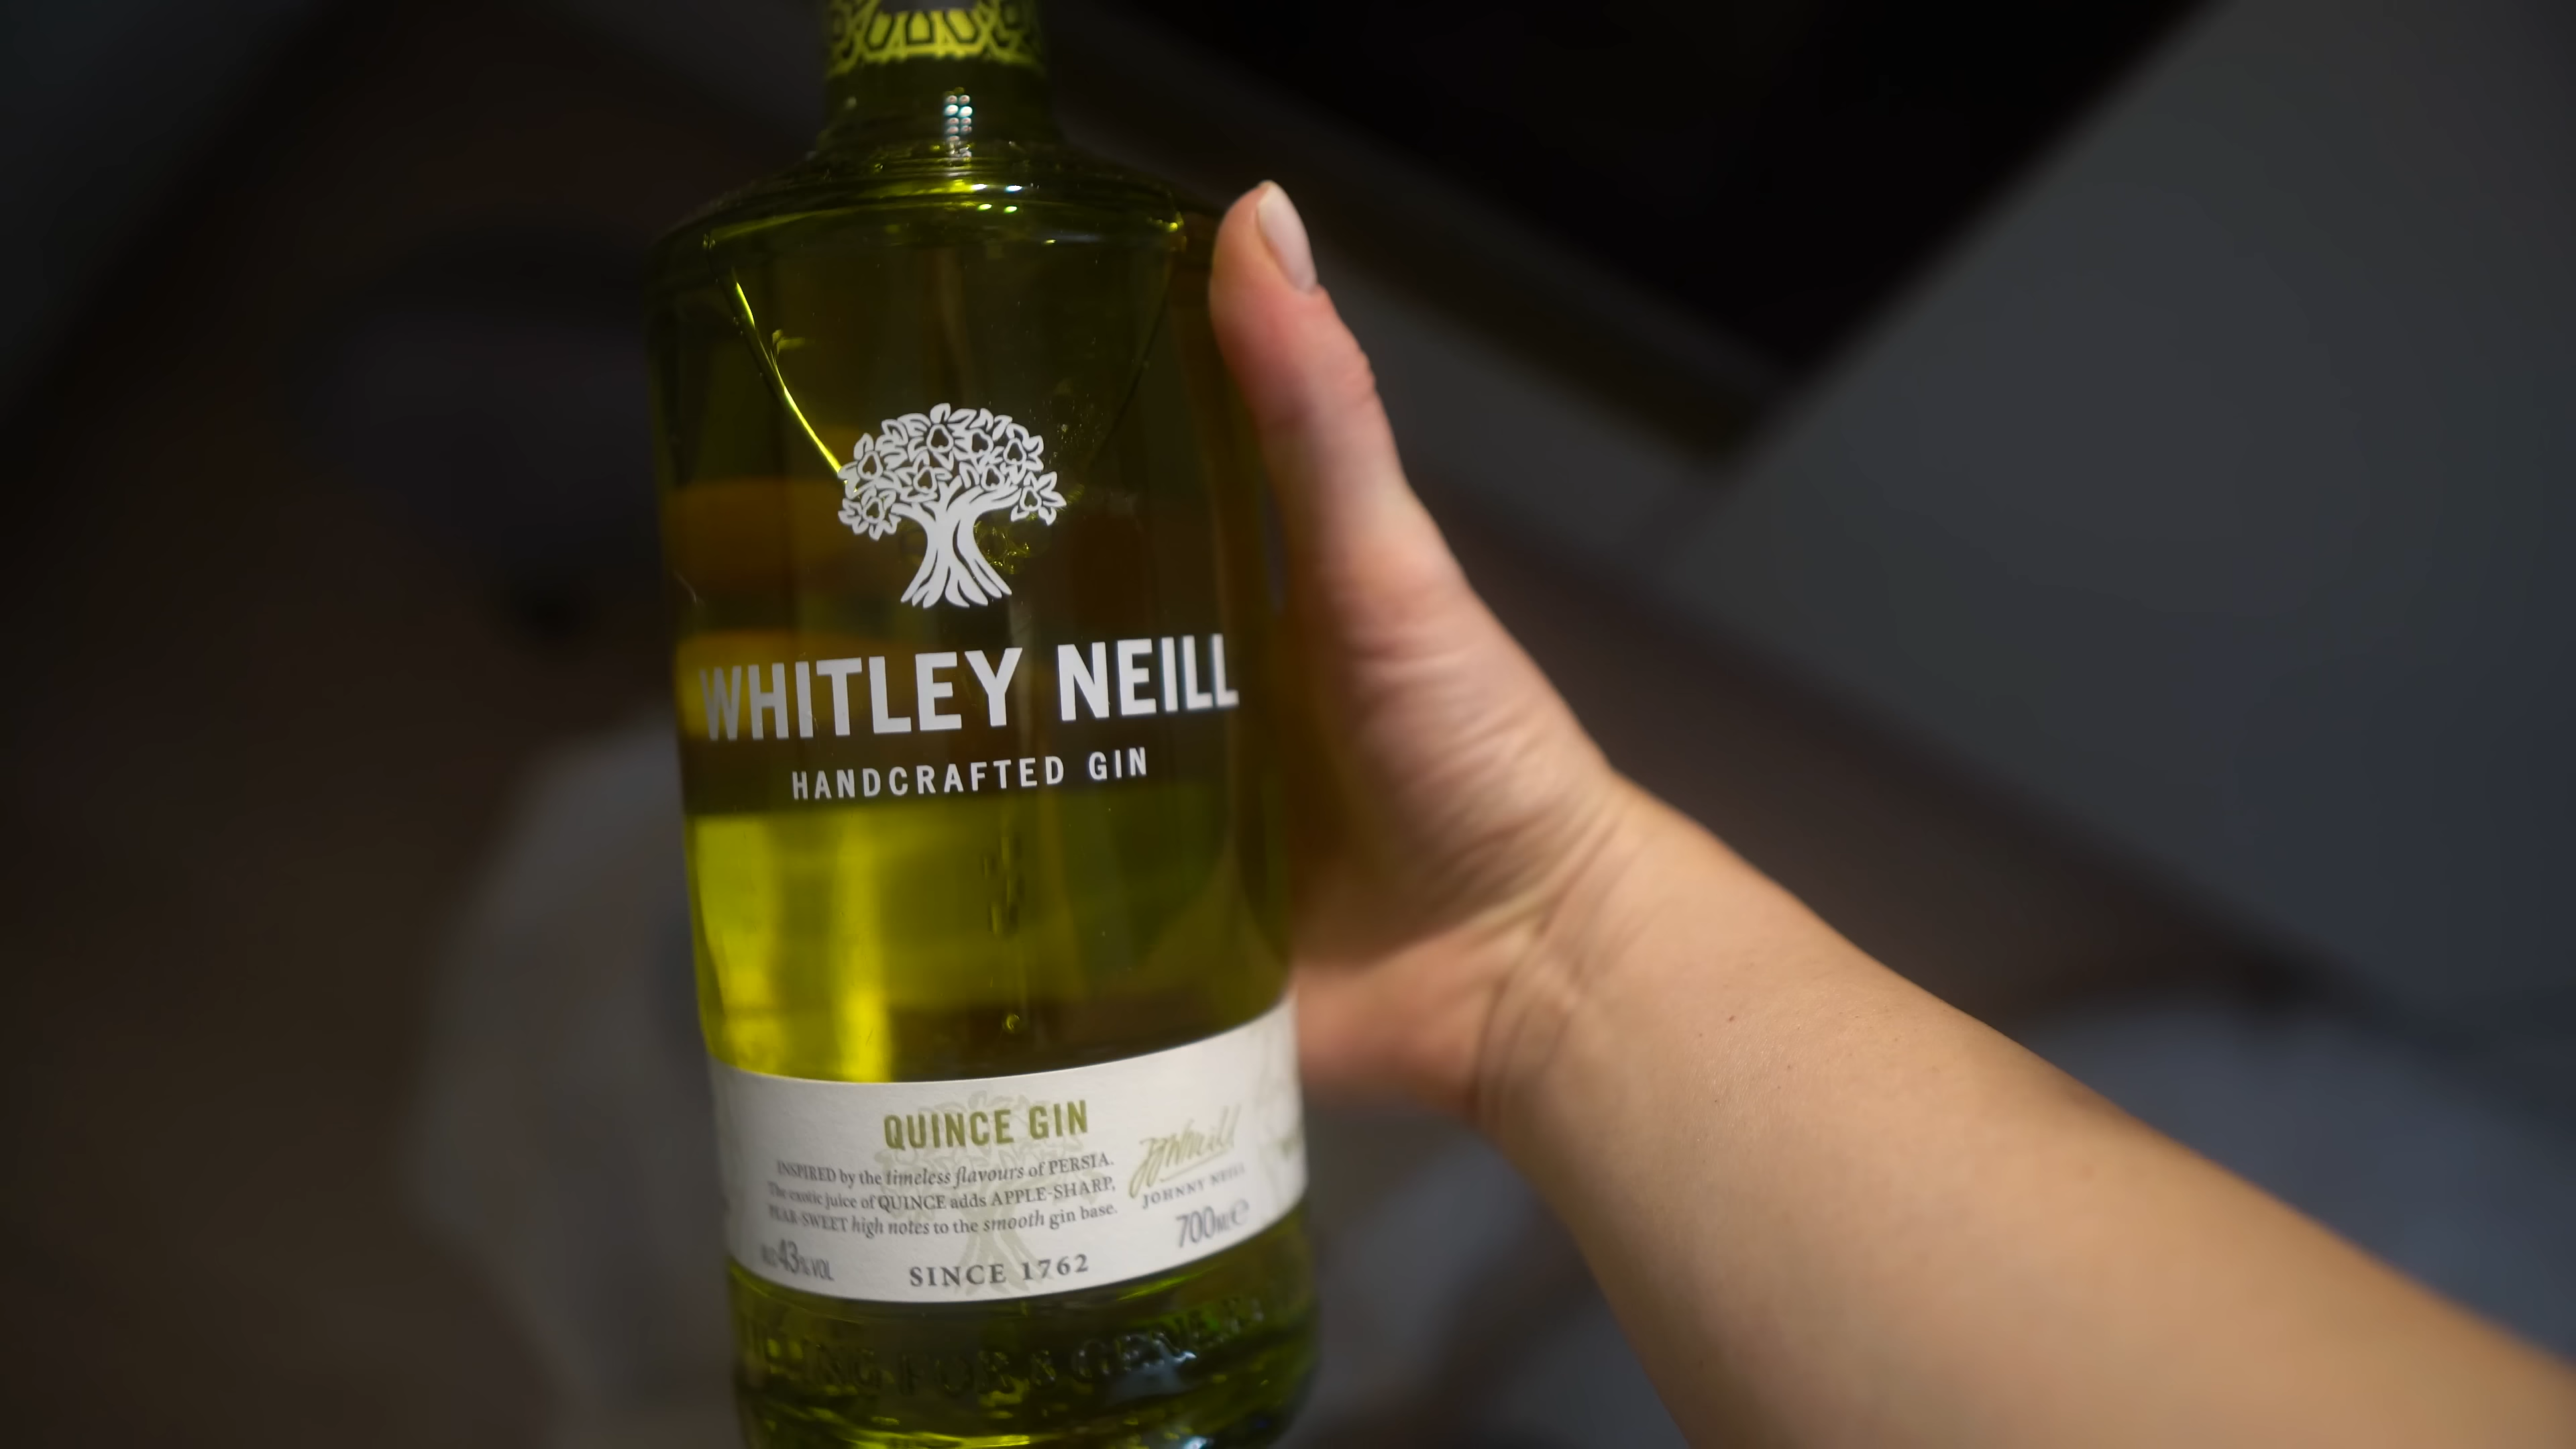 WHITLEY NEILL
HANDCRAFTED GIN
QUINCE GIN
INSPIRED by the timeless flavours of PERSIA.
The exotic juice of QUINCE adds APPLE-SHARP,
PEAR-SWEET high notes to the smooth gin base.
JOHNNY NEILL
700ML e
ALC 43% VOL
SINCE 1762